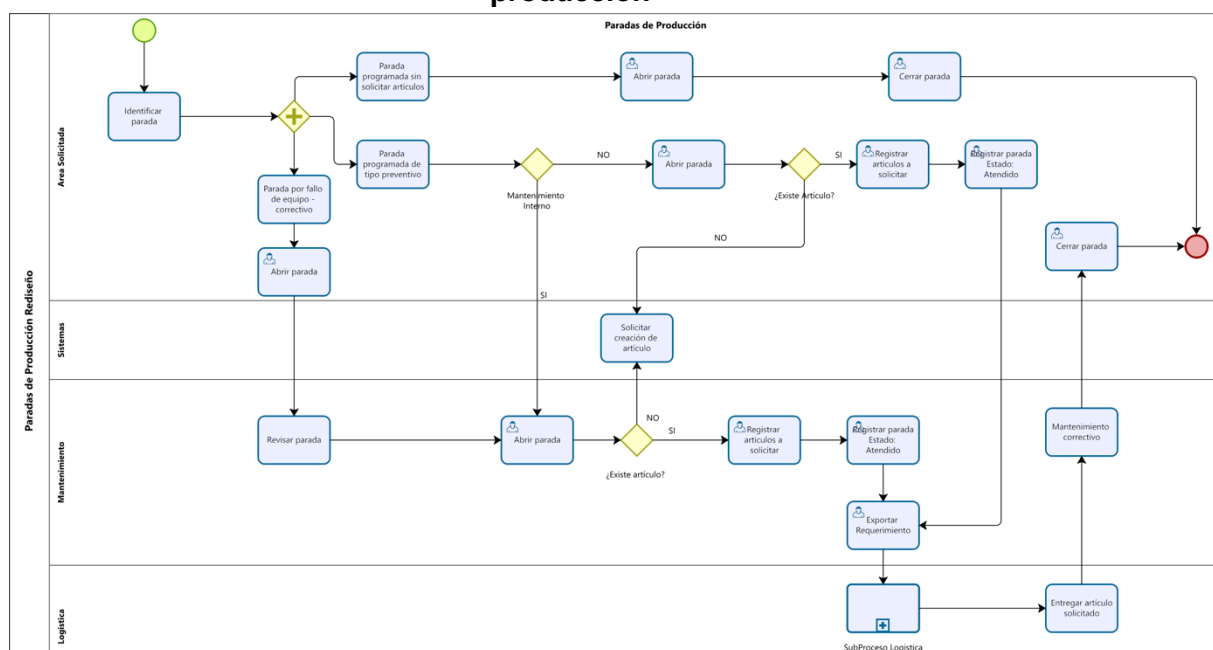 producción
Paradas de Producción
Paradas de Producción Rediseño
Area Solicitada
Identificar
parada
Parada
programada sin
solicitar articulos
Abrir parada
Cerrar parada
Parada
programada de
tipo preventivo
NO
Mantenimiento
Interno
Abrir parada
SI
¿Existe Artículo?
Registrar
articulos a
solicitar
Registrar parada
Estado:
Atendido
Parada por fallo
de equipo -
correctivo
Abrir parada
NO
SI
Cerrar parada
Sistemas
Solicitar
creación de
artículo
Mantenimiento
Revisar parada
Abrir parada
NO
SI
¿Existe artículo?
Registrar
articulos a
solicitar
Registrar parada
Estado:
Atendido
Mantenimiento
correctivo
Exportar
Requerimiento
Logistica
SubProceso Logistica
Entregar artículo
solicitado